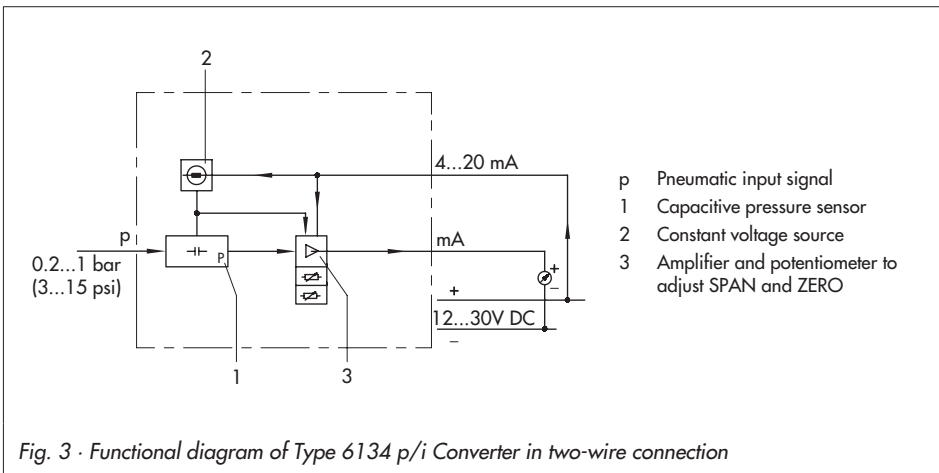 2
4...20 mA
p
0.2...1 bar
(3...15 psi)
P
mA
+
−
+
12...30V DC
−
1
3
p Pneumatic input signal
1 Capacitive pressure sensor
2 Constant voltage source
3 Amplifier and potentiometer to
adjust SPAN and ZERO
Fig. 3 · Functional diagram of Type 6134 p/i Converter in two-wire connection